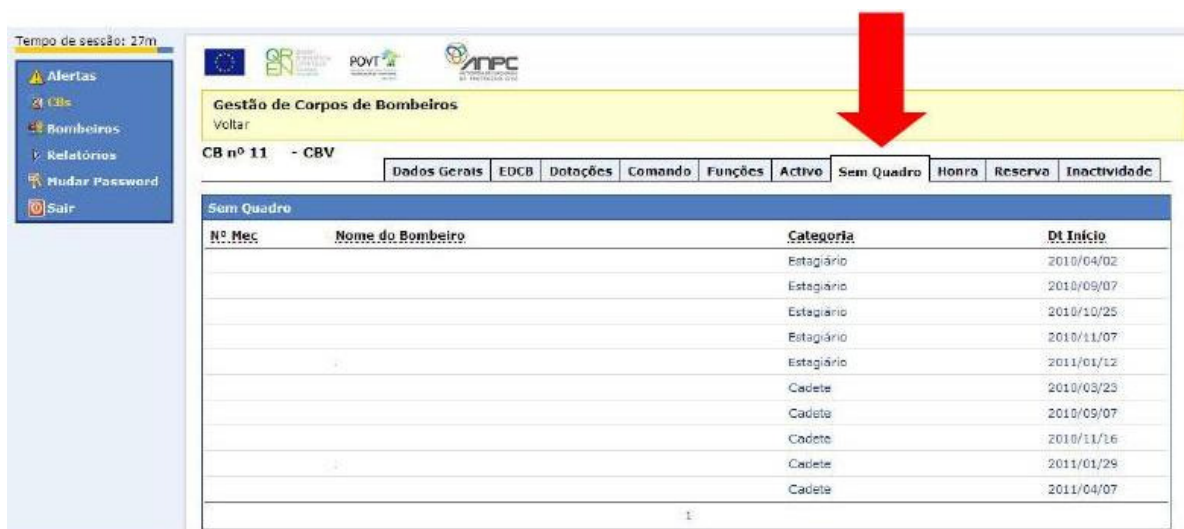 Tempo de sessão: 27m
Alertas
CBs
Bombeiros
Relatórios
Mudar Password
Sair
QREN
POVT
ANPC
Gestão de Corpos de Bombeiros
Voltar
CB nº 11 - CBV
Dados Gerais EDCB Dotações Comando Funções Activo Sem Quadro Honra Reserva Inactividade
Sem Quadro
Nº Mec Nome do Bombeiro Categoria Dt Início
Estagiário 2010/04/02
Estagiário 2010/09/07
Estagiário 2010/10/25
Estagiário 2010/11/07
Estagiário 2011/01/12
Cadete 2010/03/23
Cadete 2010/09/07
Cadete 2010/11/16
Cadete 2011/01/29
Cadete 2011/04/07
1